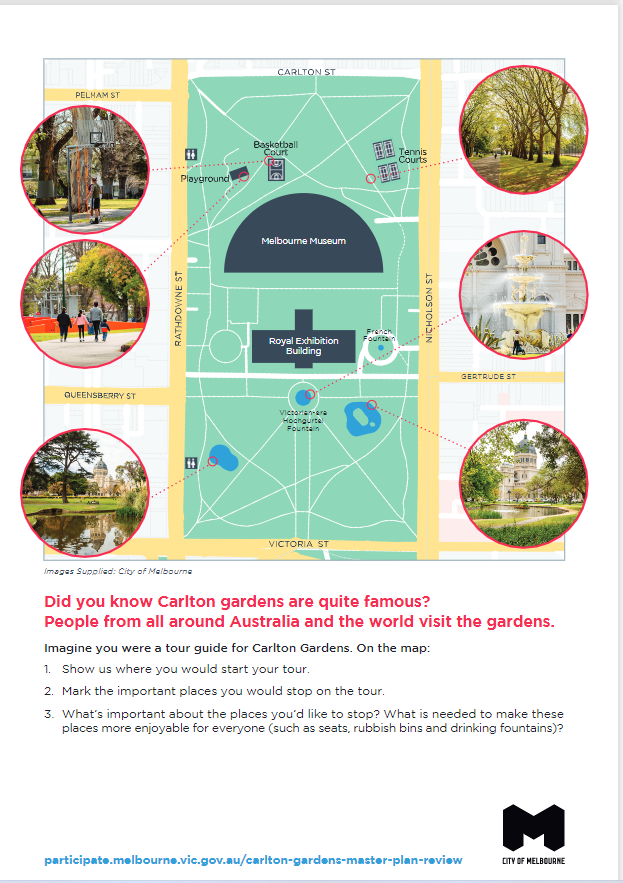 CARLTON ST
PELHAM ST
Basketball
Court
Tennis
Courts
Playground
Melbourne Museum
RATHDOWNE ST
NICHOLSON ST
French
Fountain
Royal Exhibition
Building
GERTRUDE ST
QUEENSBERRY ST
Victorian-era
Hochgurtel
Fountain
VICTORIA ST
Images Supplied: City of Melbourne
Did you know Carlton gardens are quite famous?
People from all around Australia and the world visit the gardens.
Imagine you were a tour guide for Carlton Gardens. On the map:
1. Show us where you would start your tour.
2. Mark the important places you would stop on the tour.
3. What's important about the places you'd like to stop? What is needed to make these
places more enjoyable for everyone (such as seats, rubbish bins and drinking fountains)?
participate.melbourne.vic.gov.au/carlton-gardens-master-plan-review
CITY OF MELBOURNE